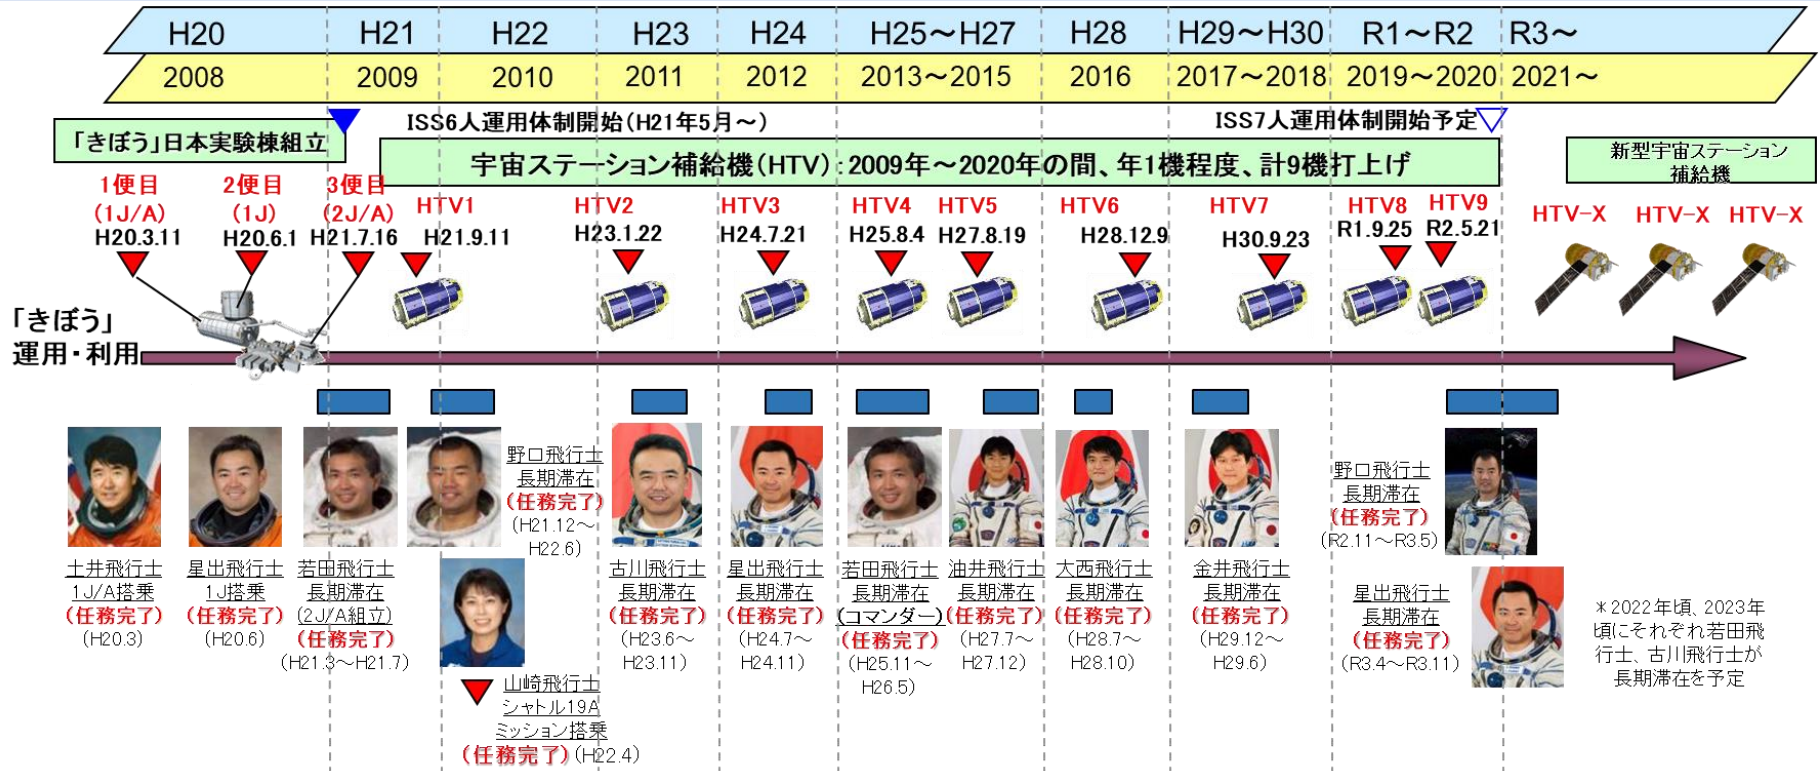 H20 H21 H22 H23 H24 H25～H27 H28 H29～H30 R1～R2 R3～
2008 2009 2010 2011 2012 2013～2015 2016 2017～2018 2019～2020 2021～
ISS6人運用体制開始(H21年5月～)
ISS7人運用体制開始予定
「きぼう」日本実験棟組立
宇宙ステーション補給機(HTV)：2009年～2020年の間、年1機程度、計9機打上げ
新型宇宙ステーション
補給機
1便目
(1J/A)
H20.3.11
2便目
(1J)
H20.6.1
3便目
(2J/A)
H21.7.16
HTV1
H21.9.11
HTV2
H23.1.22
HTV3
H24.7.21
HTV4
H25.8.4
HTV5
H27.8.19
HTV6
H28.12.9
HTV7
H30.9.23
HTV8
R1.9.25
HTV9
R2.5.21
HTV-X
HTV-X
HTV-X
「きぼう」
運用・利用
土井飛行士
1J/A搭乗
(任務完了)
(H20.3)
星出飛行士
1J搭乗
(任務完了)
(H20.6)
若田飛行士
長期滞在
(2J/A組立)
(任務完了)
(H21.3～H21.7)
野口飛行士
長期滞在
(任務完了)
(H21.12～
H22.6)
山崎飛行士
シャトル19A
ミッション搭乗
(任務完了)(H22.4)
古川飛行士
長期滞在
(任務完了)
(H23.6～
H23.11)
星出飛行士
長期滞在
(任務完了)
(H24.7～
H24.11)
若田飛行士
長期滞在
(コマンダー)
(任務完了)
(H25.11～
H26.5)
油井飛行士
長期滞在
(任務完了)
(H27.7～
H27.12)
大西飛行士
長期滞在
(任務完了)
(H28.7～
H28.10)
金井飛行士
長期滞在
(任務完了)
(H29.12～
H29.6)
野口飛行士
長期滞在
(任務完了)
(R2.11～R3.5)
星出飛行士
長期滞在
(任務完了)
(R3.4～R3.11)
＊2022年頃、2023年
頃にそれぞれ若田飛
行士、古川飛行士が
長期滞在を予定